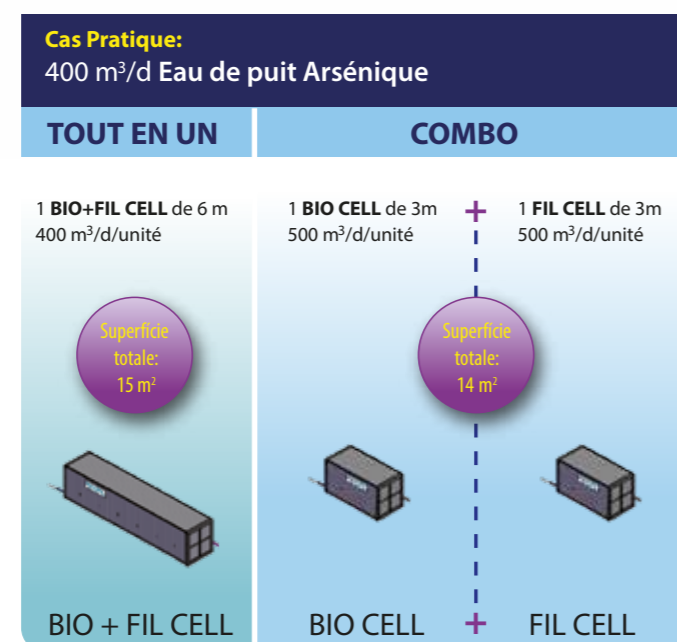 Cas Pratique:
400 m³/d Eau de puit Arsénique
TOUT EN UN
COMBO
1 BIO+FIL CELL de 6 m
400 m³/d/unité
Superficie
totale:
15 m²
BIO + FIL CELL
1 BIO CELL de 3m
500 m³/d/unité
+
1 FIL CELL de 3m
500 m³/d/unité
Superficie
totale:
14 m²
BIO CELL + FIL CELL